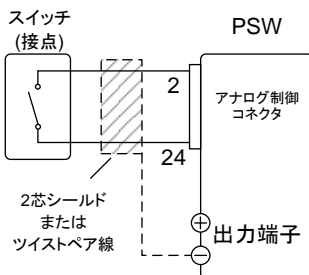 スイッチ
(接点)
PSW
2
アナログ制御
コネクタ
24
2芯シールド
または
ツイストペア線
出力端子